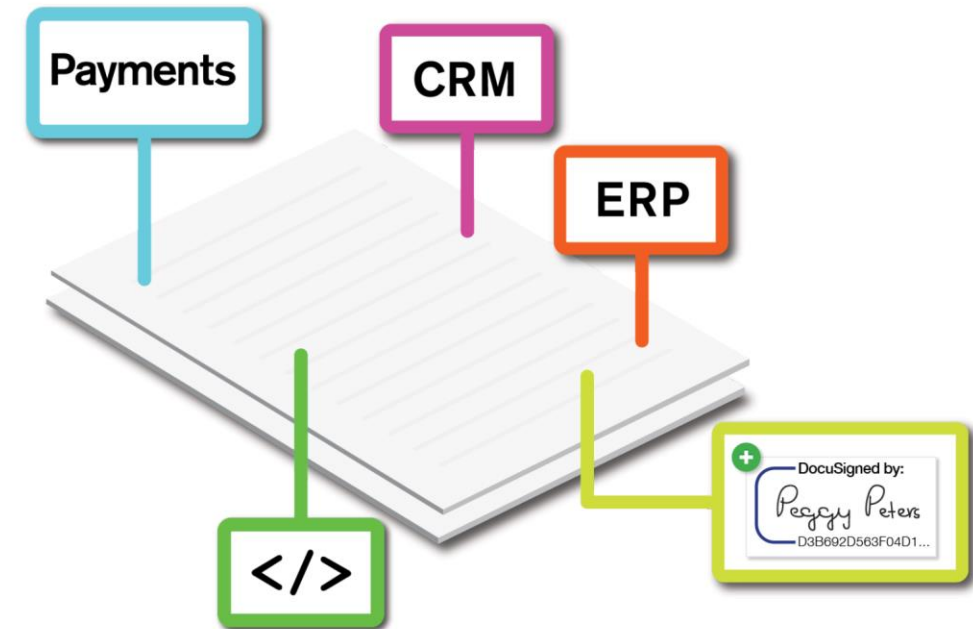 Payments
CRM
ERP
</>
DocuSigned by:
Peggy Peters
D3B692D563F04D1...